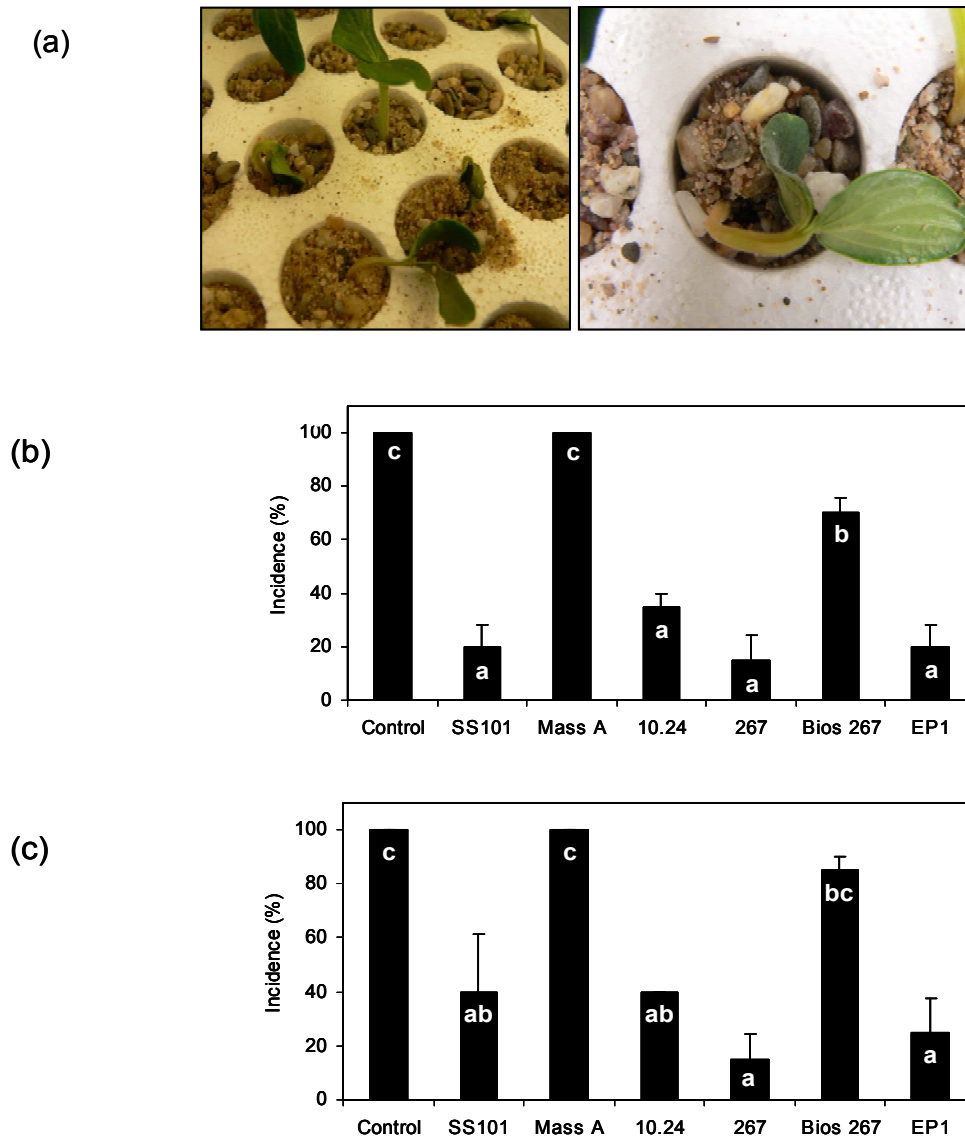 (a)
(b)
Incidence (%)
100
80
60
40
20
0
c
a
c
a
a
b
a
Control SS101 Mass A 10.24 267 Bios 267 EP1
(c)
Incidence (%)
100
80
60
40
20
0
c
ab
c
ab
a
bc
a
Control SS101 Mass A 10.24 267 Bios 267 EP1